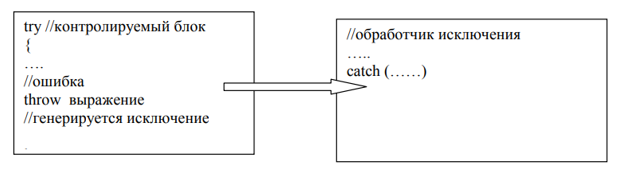 try //контролируемый блок
{
….
//ошибка
throw выражение
//генерируется исключение
.
//обработчик исключения
…..
catch (……)